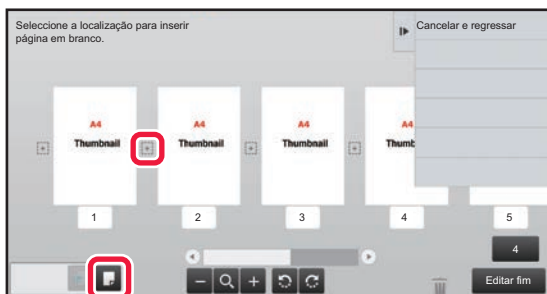 Seleccione a localização para inserir
página em branco.
Cancelar e regressar
A4
Thumbnail
A4
Thumbnail
A4
Thumbnail
A4
Thumb
1
2
3
4
5
4
Editar fim